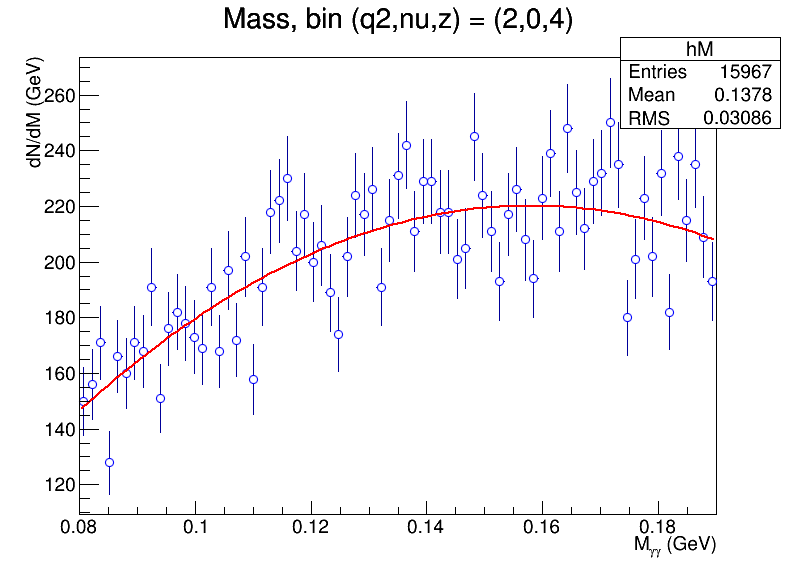 Mass, bin (q2,nu,z) = (2,0,4)
hM
Entries 15967
Mean 0.1378
RMS 0.03086
dN/dM (GeV)
260
240
220
200
180
160
140
120
0.08 0.1 0.12 0.14 0.16 0.18
Mγγ (GeV)